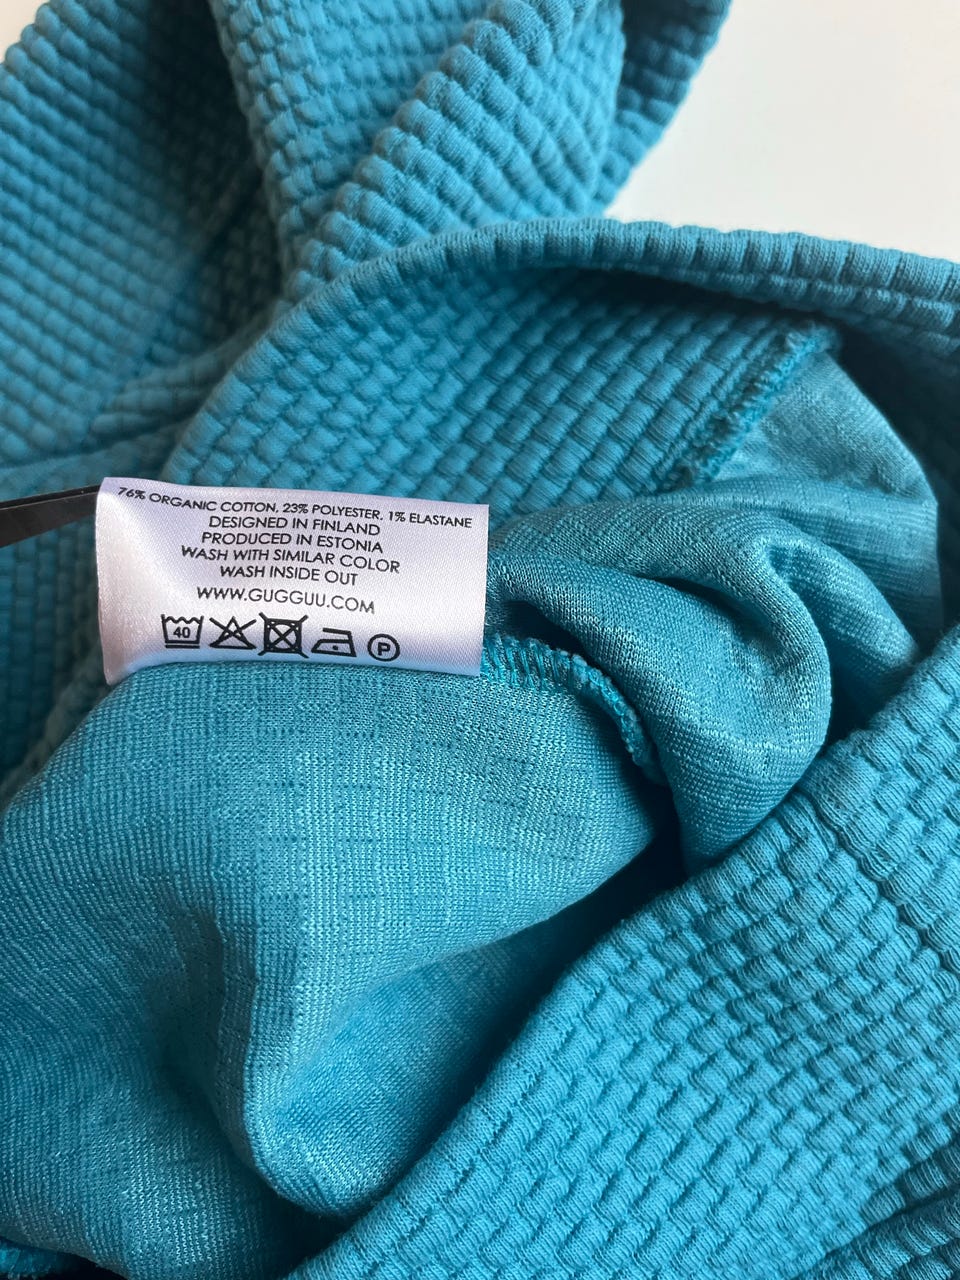 76% ORGANIC COTTON, 23% POLYESTER, 1% ELASTANE
DESIGNED IN FINLAND
PRODUCED IN ESTONIA
WASH WITH SIMILAR COLOR
WASH INSIDE OUT
WWW.GUGGUU.COM
40 P